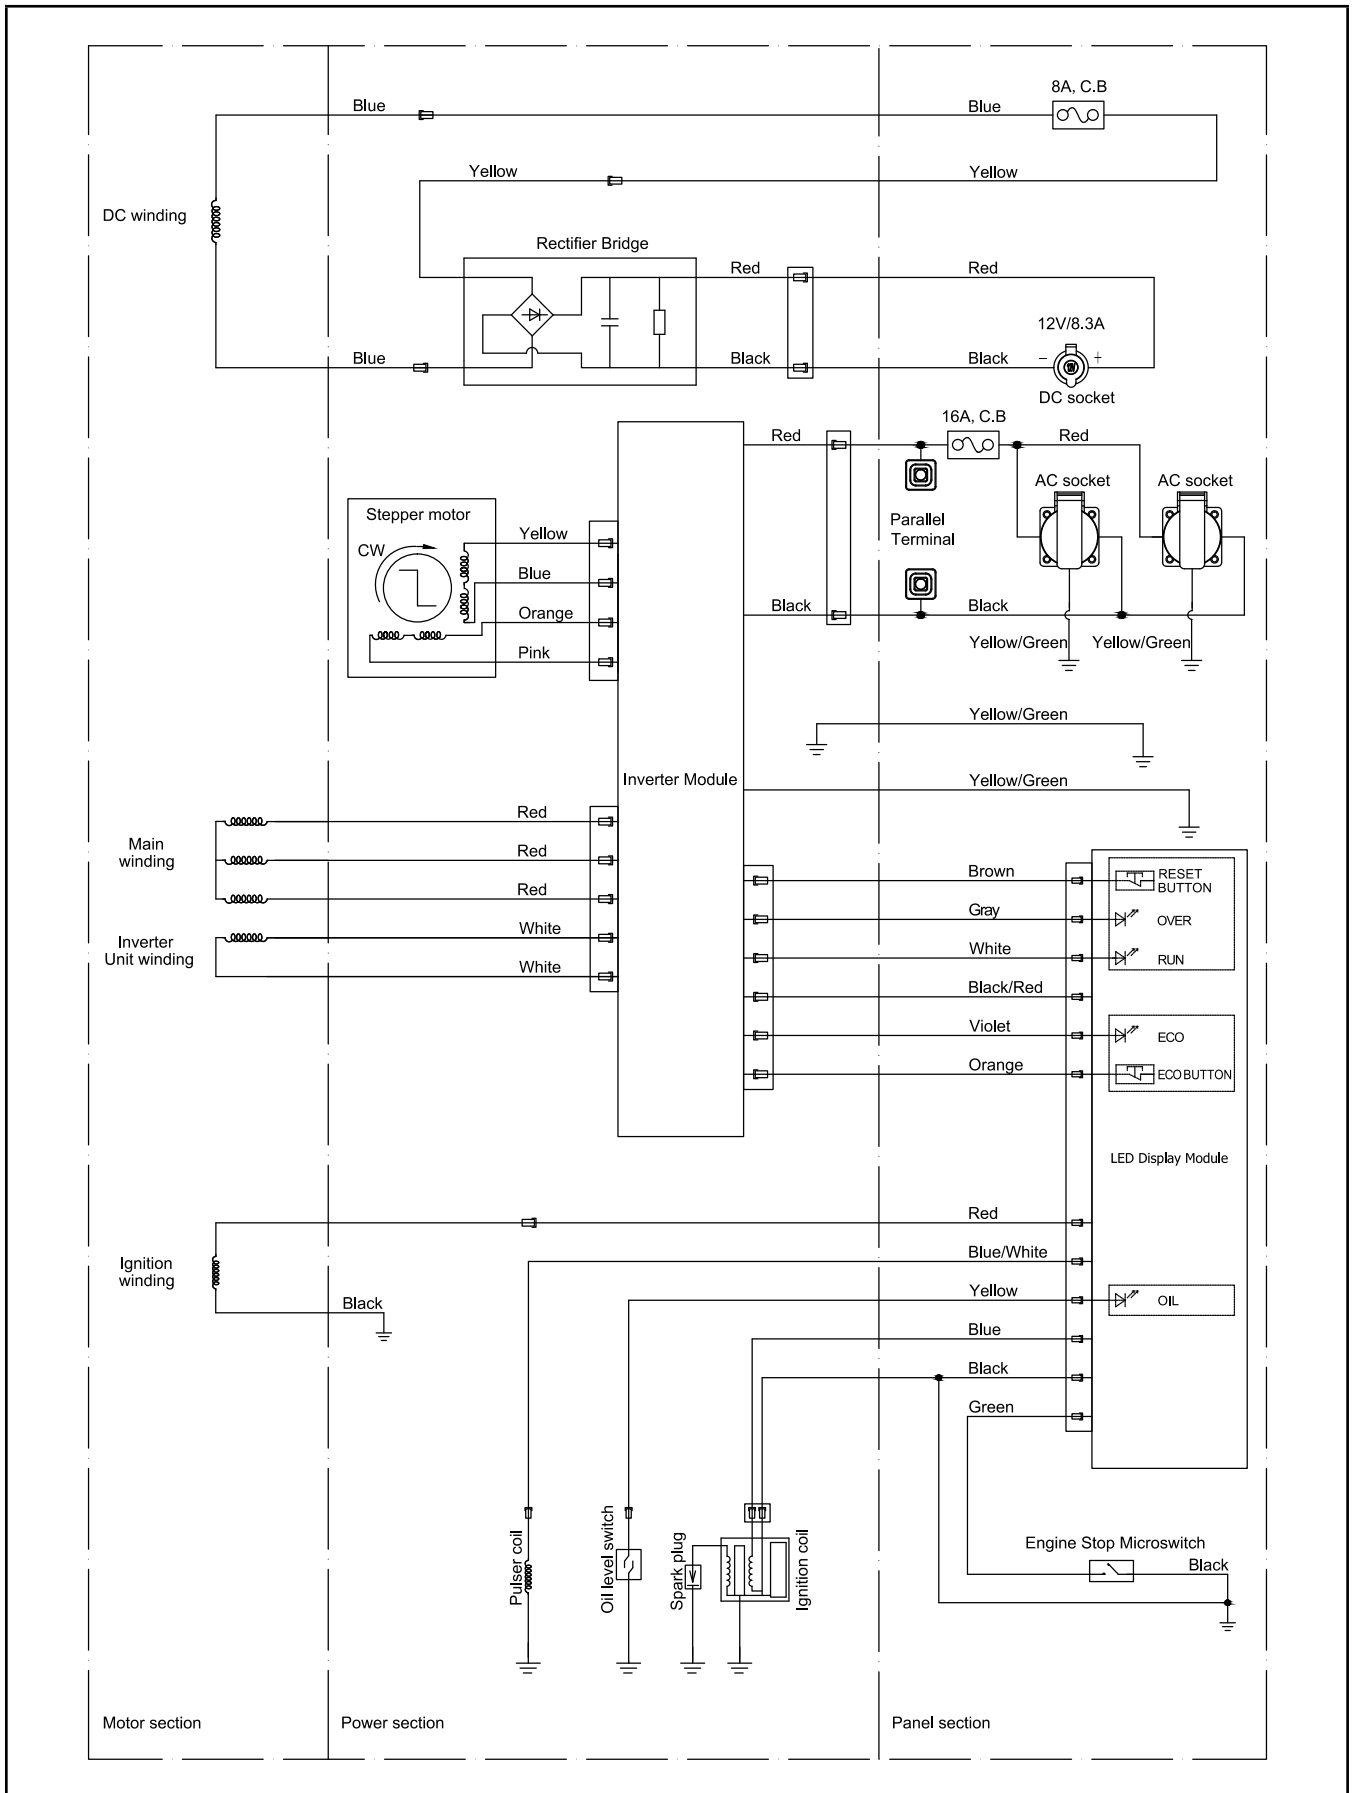 8A, C.B
Blue
Blue
Yellow
Yellow
DC winding
Rectifier Bridge
Red
Red
12V/8.3A
Blue
Black
Black
- +
DC socket
16A, C.B
Red
Red
AC socket
AC socket
Stepper motor
CW
Yellow
Blue
Orange
Pink
Parallel
Terminal
Black
Black
Yellow/Green
Yellow/Green
Yellow/Green
Yellow/Green
Inverter Module
Main
winding
Red
Red
Red
White
White
Inverter
Unit winding
Brown
Gray
White
Black/Red
Violet
Orange
RESET
BUTTON
OVER
RUN
ECO
ECO BUTTON
LED Display Module
Ignition
winding
Black
Red
Blue/White
Yellow
OIL
Blue
Black
Green
Pulser coil
Oil level switch
Spark plug
Ignition coil
Engine Stop Microswitch
Black
Motor section
Power section
Panel section